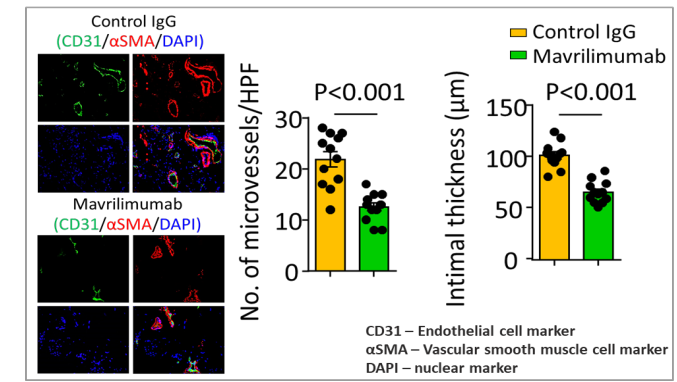 Control IgG
(CD31/αSMA/DAPI)
Mavrilimumab
(CD31/αSMA/DAPI)
No. of microvessels/HPF
P<0.001
30
20
10
0
Control IgG
Mavrilimumab
Intimal thickness (µm)
P<0.001
150
100
50
0
CD31 – Endothelial cell marker
αSMA – Vascular smooth muscle cell marker
DAPI – nuclear marker